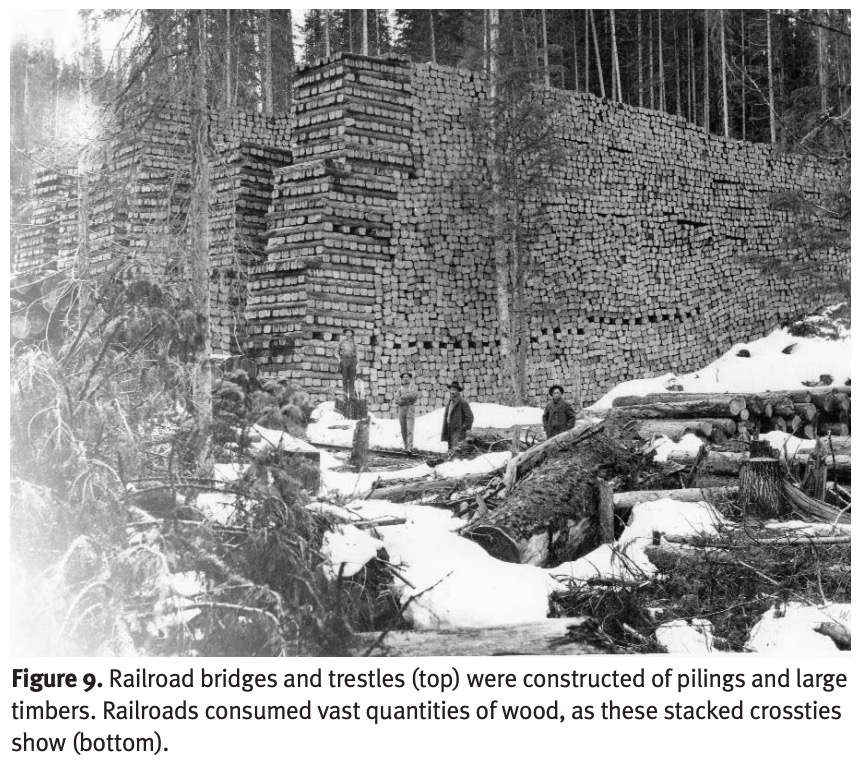 Figure 9. Railroad bridges and trestles (top) were constructed of pilings and large
timbers. Railroads consumed vast quantities of wood, as these stacked crossties
show (bottom).